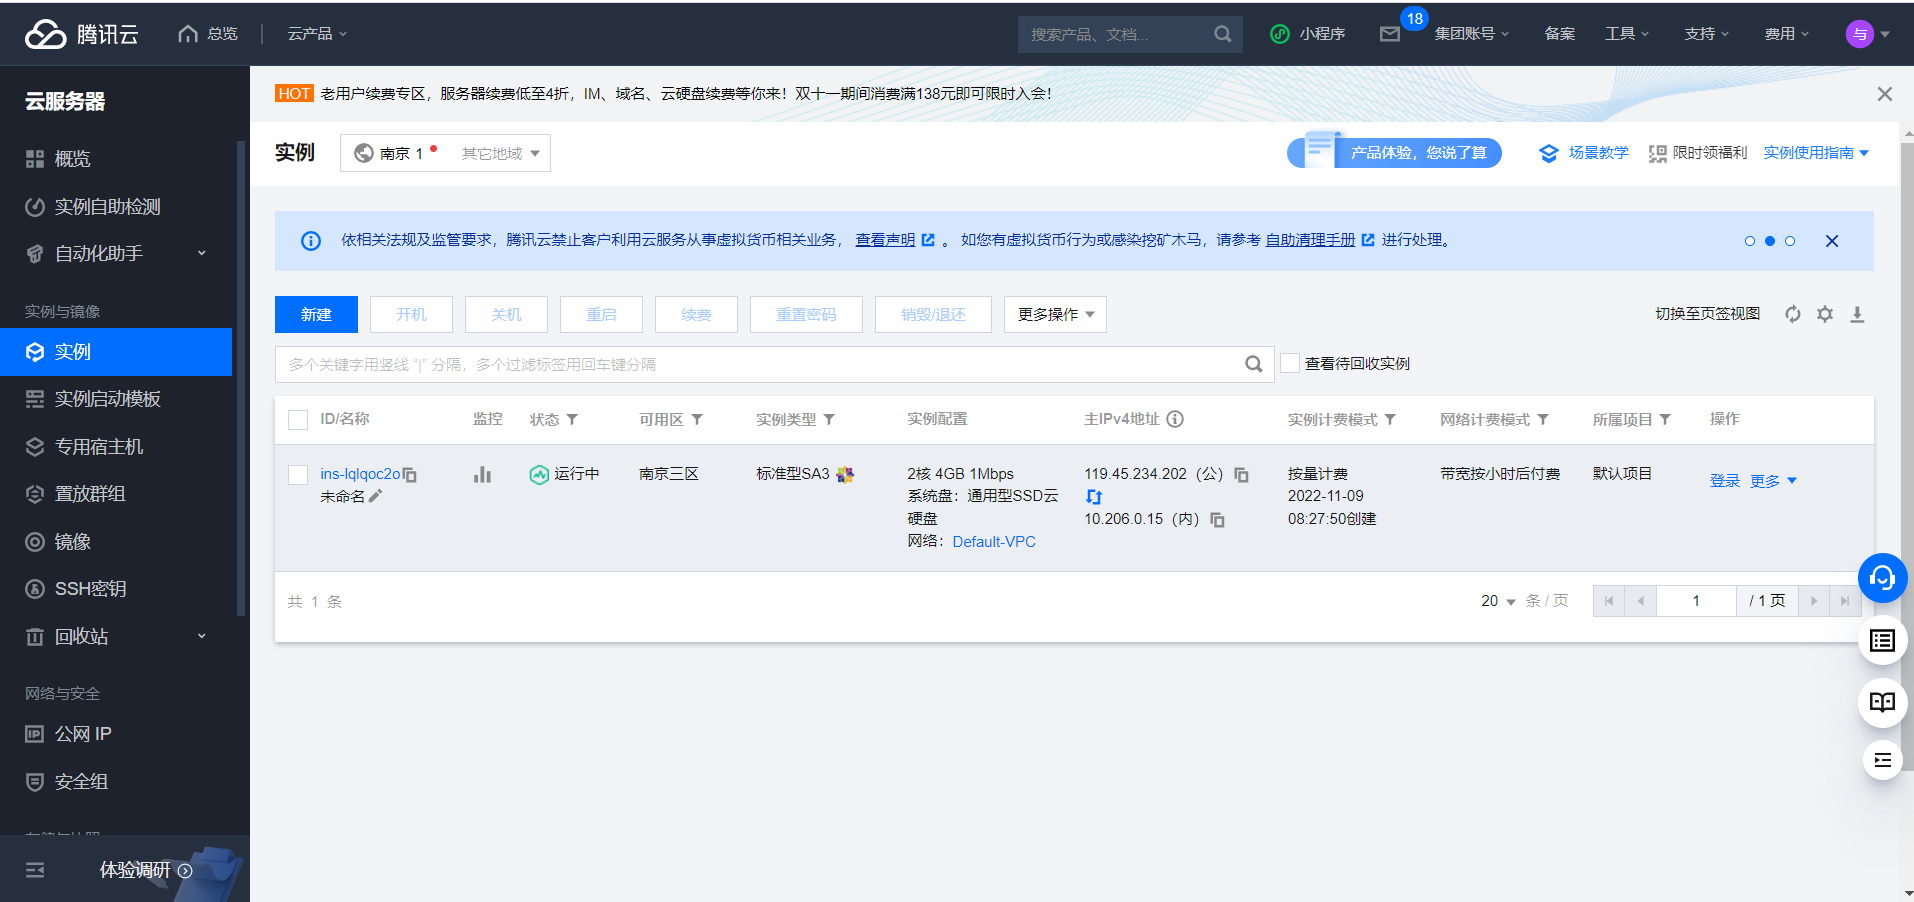 腾讯云 总览 云产品 搜索产品、文档... 小程序 18 集团账号 备案 工具 支持 费用 与
云服务器
概览
实例自助检测
自动化助手
实例与镜像
实例
实例启动模板
专用宿主机
置放群组
镜像
SSH密钥
回收站
网络与安全
公网 IP
安全组
体验调研
HOT 老用户续费专区，服务器续费低至4折，IM、域名、云硬盘续费等你来！双十一期间消费满138元即可限时入会！
实例 南京 1 其它地域 产品体验，您说了算 场景教学 限时领福利 实例使用指南
依相关法规及监管要求，腾讯云禁止客户利用云服务从事虚拟货币相关业务， 查看声明 。 如您有虚拟货币行为或感染挖矿木马，请参考 自助清理手册 进行处理。
新建 开机 关机 重启 续费 重置密码 销毁/退还 更多操作 切换至页签视图
多个关键字用竖线 “|” 分隔，多个过滤标签用回车键分隔 查看待回收实例
ID/名称 监控 状态 可用区 实例类型 实例配置 主IPv4地址 实例计费模式 网络计费模式 所属项目 操作
ins-lqlqoc2o 运行中 南京三区 标准型SA3 2核 4GB 1Mbps 119.45.234.202（公） 按量计费 带宽按小时后付费 默认项目 登录 更多
未命名 系统盘：通用型SSD云 2022-11-09
硬盘 10.206.0.15（内） 08:27:50创建
网络：Default-VPC
共 1 条 20 条 / 页 1 / 1 页